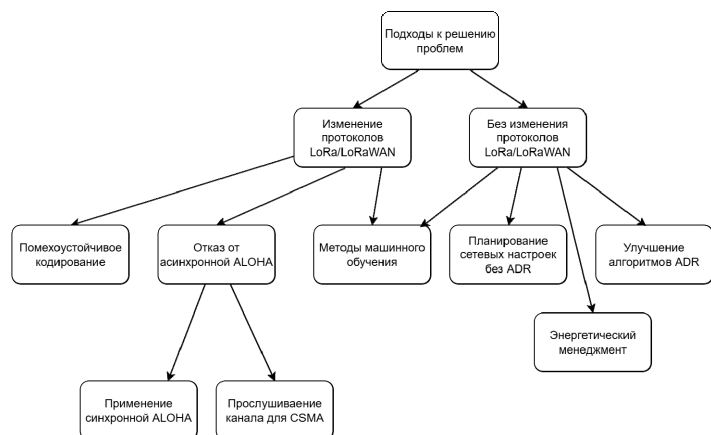 Подходы к решению
проблем
Изменение
протоколов
LoRa/LoRaWAN
Без изменения
протоколов
LoRa/LoRaWAN
Помехоустойчивое
кодирование
Отказ от
асинхронной ALOHA
Методы машинного
обучения
Планирование
сетевых настроек
без ADR
Улучшение
алгоритмов ADR
Энергетический
менеджмент
Применение
синхронной ALOHA
Прослушиваение
канала для CSMA